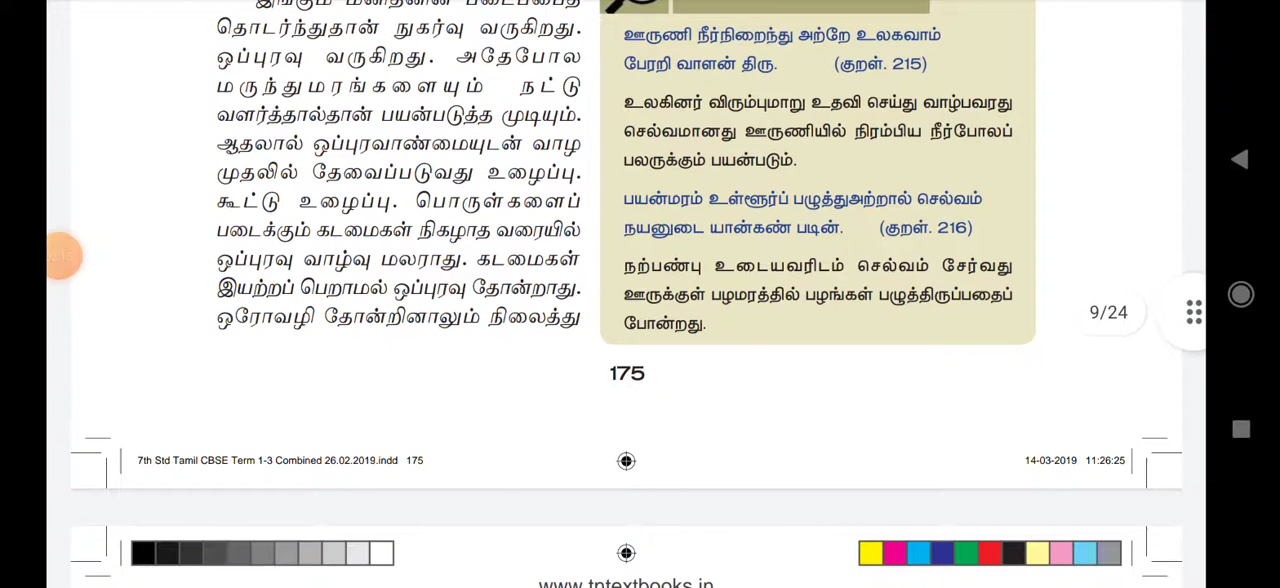 தொடர்ந்துதான் நுகர்வு வருகிறது.
ஒப்புரவு வருகிறது. அதேபோல
மருந்துமரங்களையும் நட்டு
வளர்த்தால்தான் பயன்படுத்த முடியும்.
ஆதலால் ஒப்புரவாண்மையுடன் வாழ
முதலில் தேவைப்படுவது உழைப்பு.
கூட்டு உழைப்பு. பொருள்களைப்
படைக்கும் கடமைகள் நிகழாத வரையில்
ஒப்புரவு வாழ்வு மலராது. கடமைகள்
இயற்றப் பெறாமல் ஒப்புரவு தோன்றாது.
ஒரோவழி தோன்றினாலும் நிலைத்து
ஊருணி நீர்நிறைந்து அற்றே உலகவாம்
பேரறி வாளன் திரு. (குறள். 215)
உலகினர் விரும்புமாறு உதவி செய்து வாழ்பவரது
செல்வமானது ஊருணியில் நிரம்பிய நீர்போலப்
பலருக்கும் பயன்படும்.
பயன்மரம் உள்ளூர்ப் பழுத்துஅற்றால் செல்வம்
நயனுடை யான்கண் படின். (குறள். 216)
நற்பண்பு உடையவரிடம் செல்வம் சேர்வது
ஊருக்குள் பழமரத்தில் பழங்கள் பழுத்திருப்பதைப்
போன்றது.
9/24
175
7th Std Tamil CBSE Term 1-3 Combined 26.02.2019.indd 175
14-03-2019 11:26:25
www.tntextbooks.in